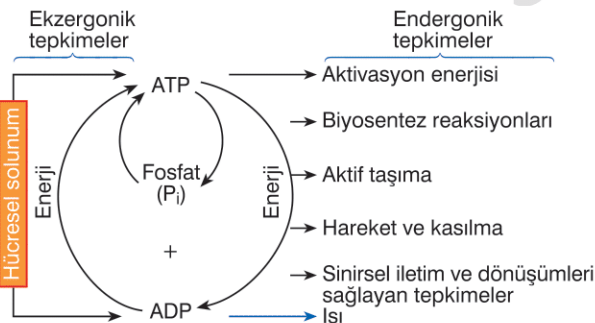 Ekzergonik
tepkimeler
Endergonik
tepkimeler
Hücresel solunum
Enerji
ATP
Fosfat
(Pi)
+
ADP
Enerji
Aktivasyon enerjisi
Biyosentez reaksiyonları
Aktif taşıma
Hareket ve kasılma
Sinirsel iletim ve dönüşümleri
sağlayan tepkimeler
Isı